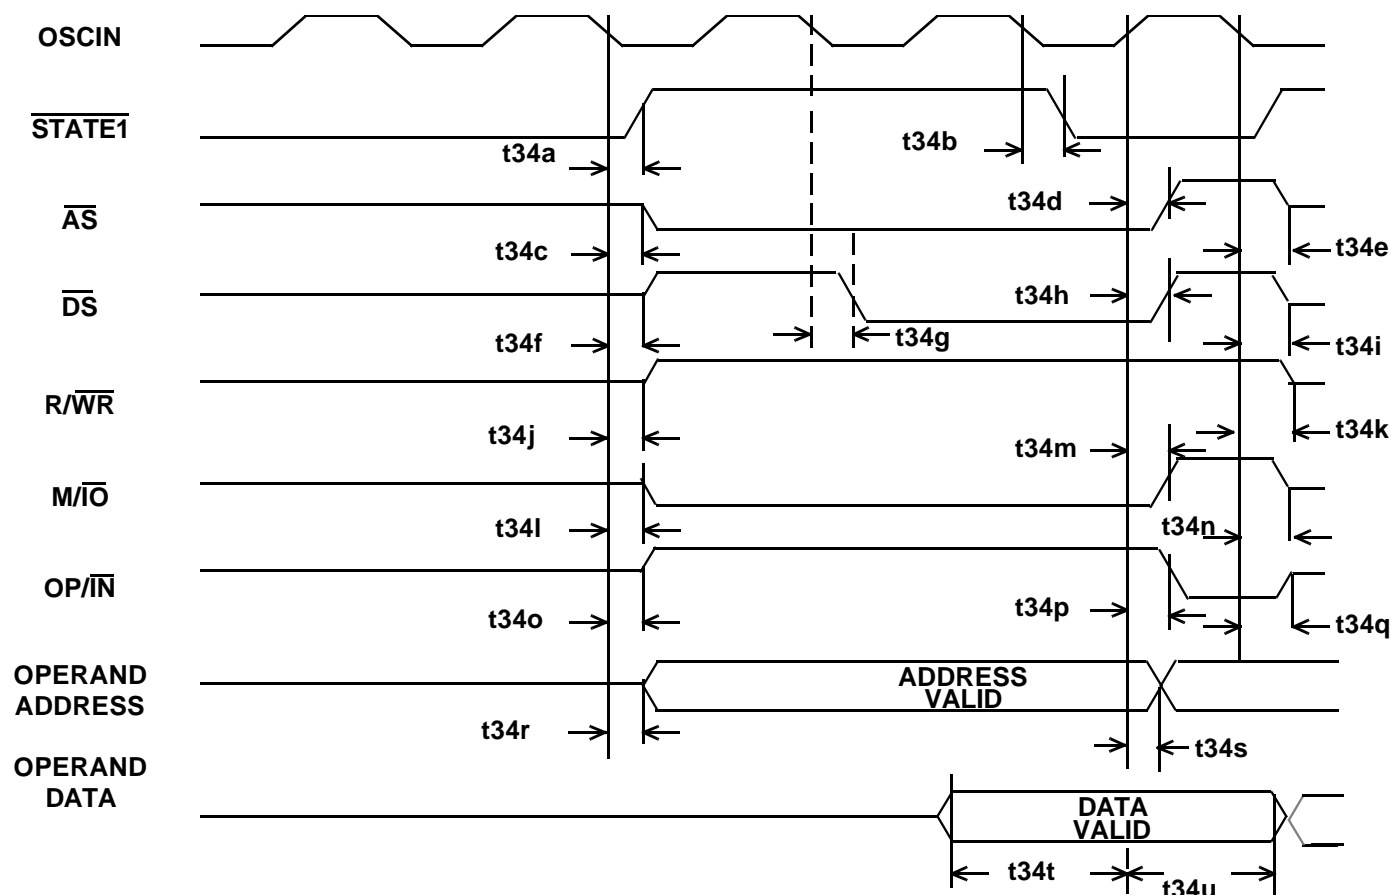 OSCIN
STATE1
t34a
t34b
AS
t34d
t34c
t34e
DS
t34h
t34f
t34g
t34i
R/WR
t34j
t34m
t34k
M/IO
t34l
t34n
OP/IN
t34o
t34p
t34q
OPERAND
ADDRESS
ADDRESS
VALID
t34r
t34s
OPERAND
DATA
DATA
VALID
t34t
t34u